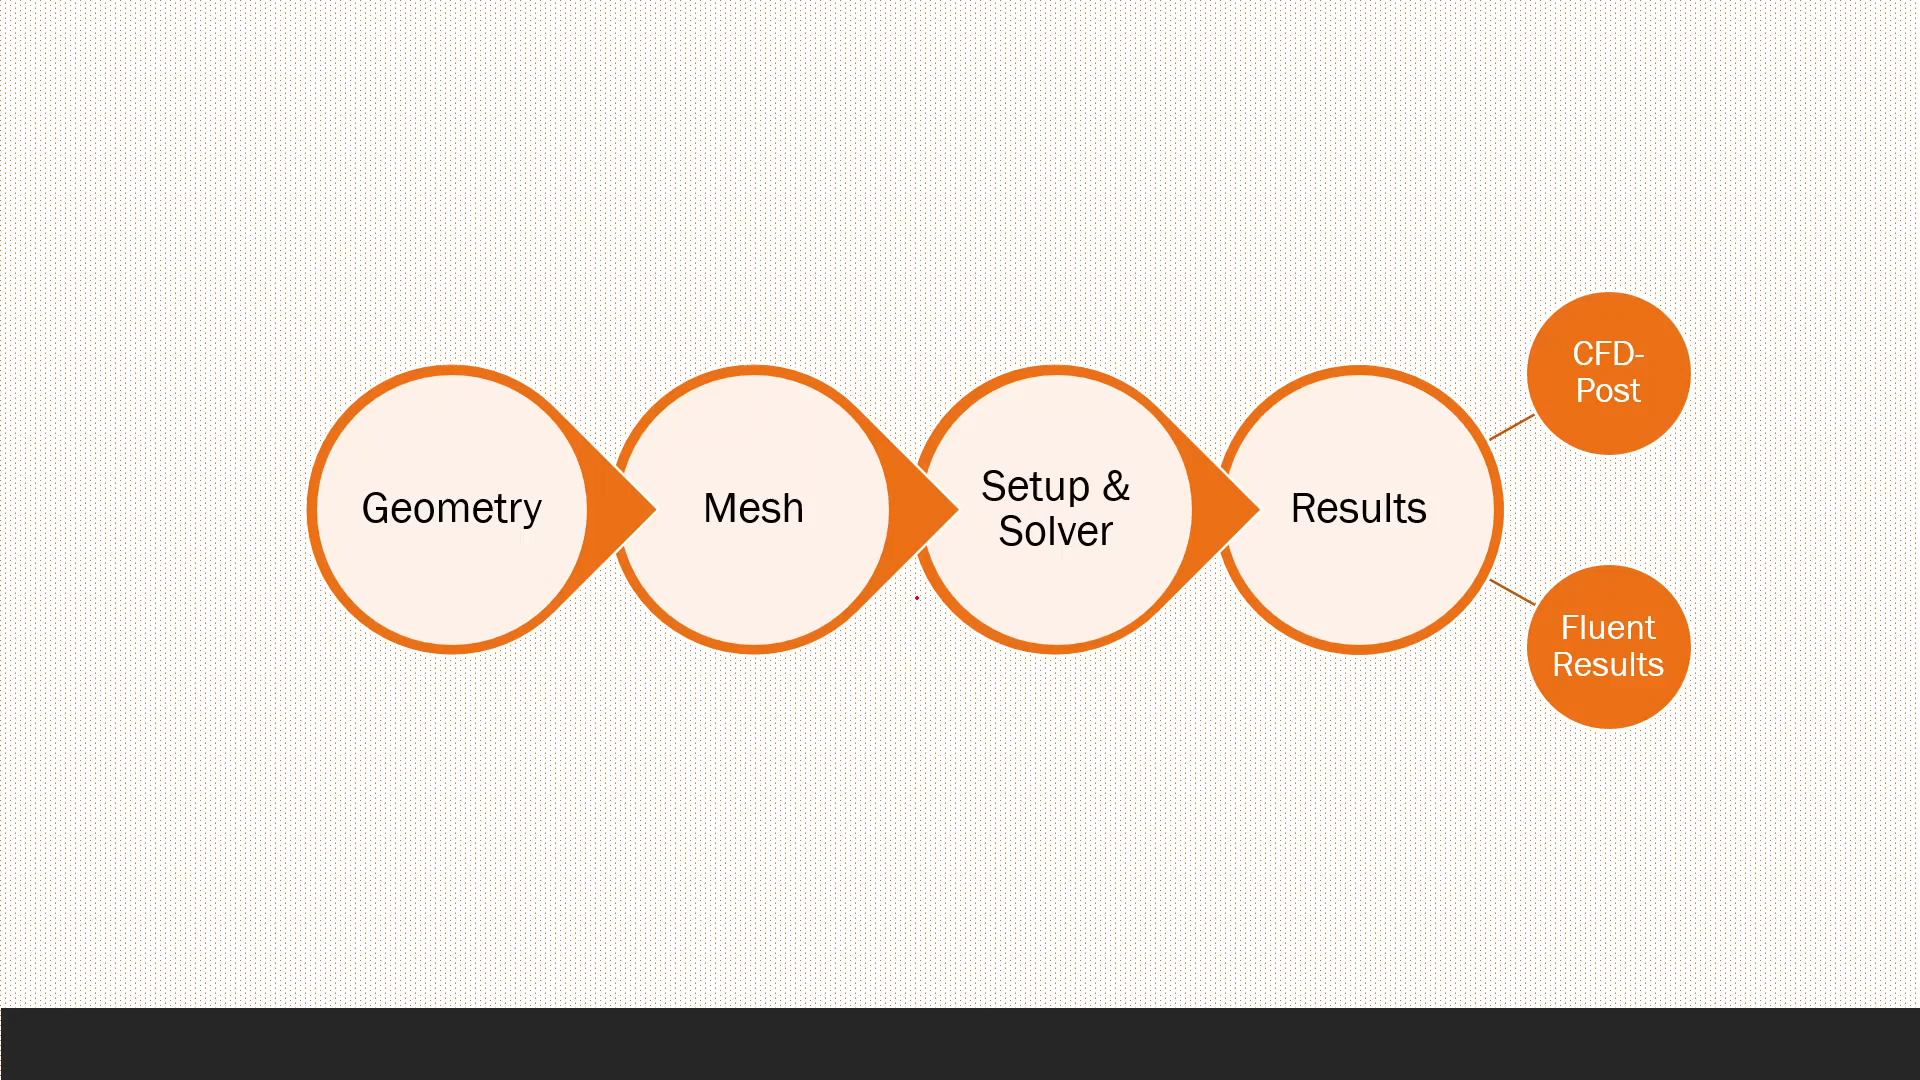 Geometry
Mesh
Setup &
Solver
Results
CFD-
Post
Fluent
Results